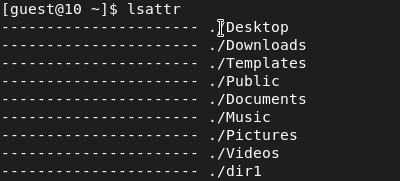 [guest@10 ~]$ lsattr
---------------------- ./Desktop
---------------------- ./Downloads
---------------------- ./Templates
---------------------- ./Public
---------------------- ./Documents
---------------------- ./Music
---------------------- ./Pictures
---------------------- ./Videos
---------------------- ./dir1